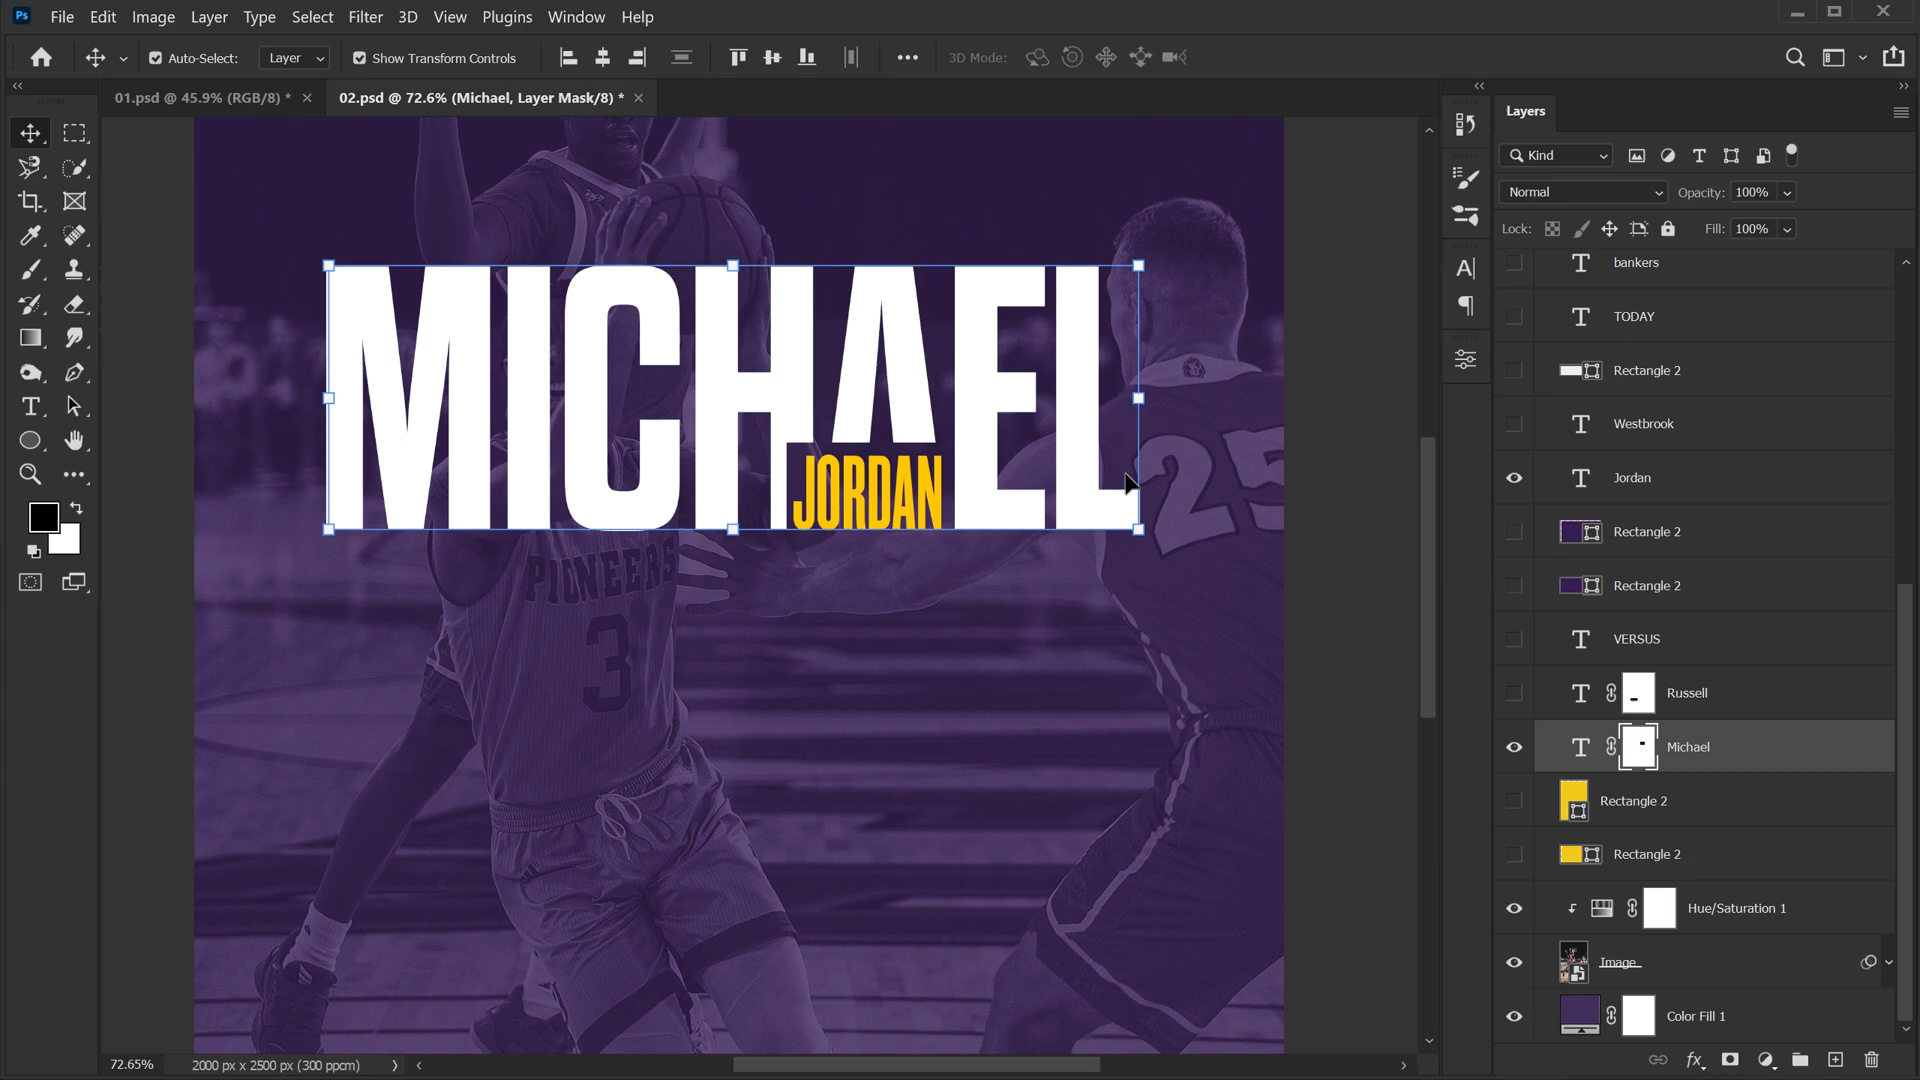 Ps File Edit Image Layer Type Select Filter 3D View Plugins Window Help
Auto-Select: Layer Show Transform Controls 3D Mode:
01.psd @ 45.9% (RGB/8) * 02.psd @ 72.6% (Michael, Layer Mask/8) *
Layers
Kind
Normal Opacity: 100%
Lock: Fill: 100%
bankers
TODAY
Rectangle 2
Westbrook
Jordan
Rectangle 2
Rectangle 2
VERSUS
Russell
Michael
Rectangle 2
Rectangle 2
Hue/Saturation 1
Image
Color Fill 1
MICHAEL
JORDAN
25
PIONEERS
3
72.65% 2000 px x 2500 px (300 ppcm)